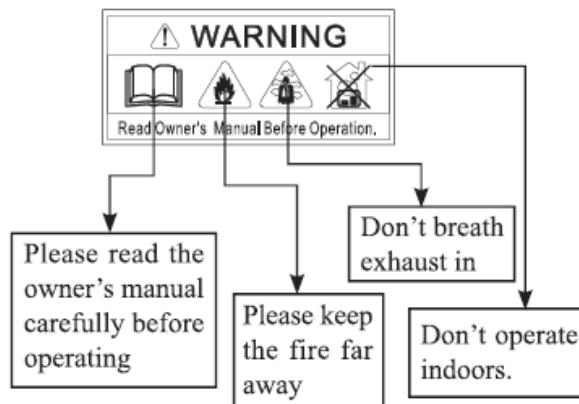 WARNING
Read Owner's Manual Before Operation.
Please read the
owner's manual
carefully before
operating
Please keep
the fire far
away
Don't breath
exhaust in
Don't operate
indoors.